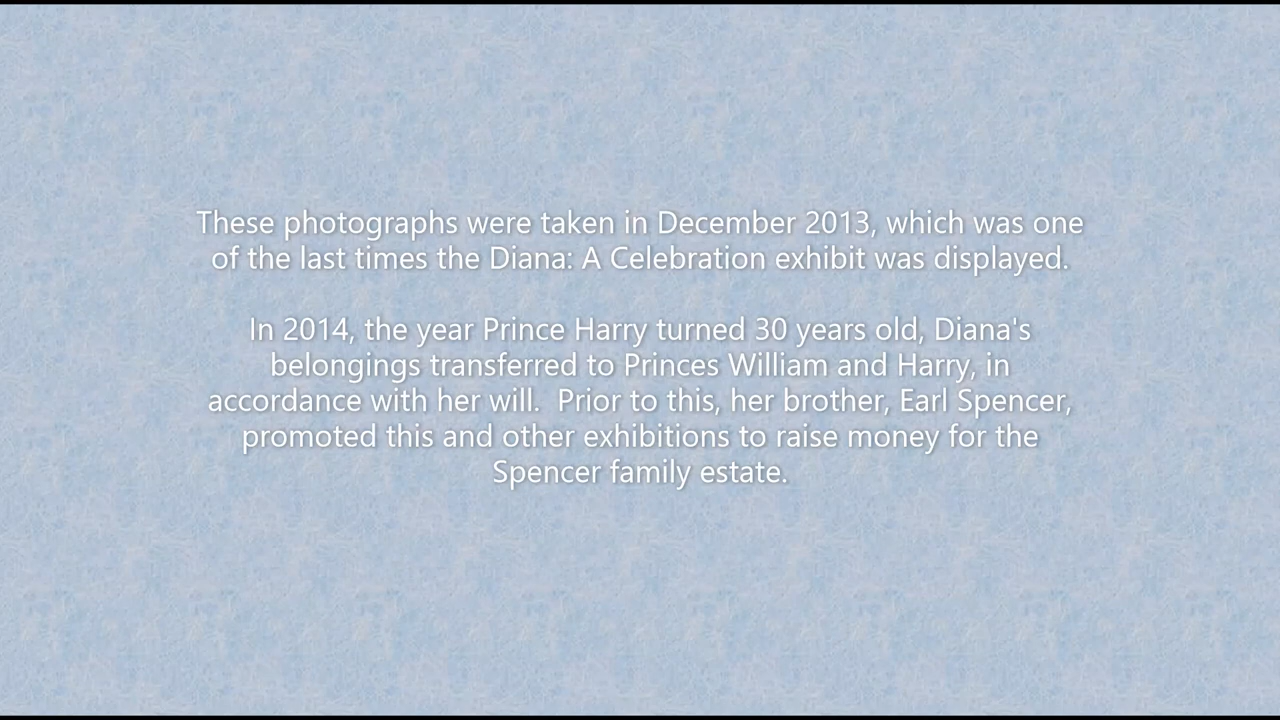 These photographs were taken in December 2013, which was one
of the last times the Diana: A Celebration exhibit was displayed.
In 2014, the year Prince Harry turned 30 years old, Diana's
belongings transferred to Princes William and Harry, in
accordance with her will.  Prior to this, her brother, Earl Spencer,
promoted this and other exhibitions to raise money for the
Spencer family estate.